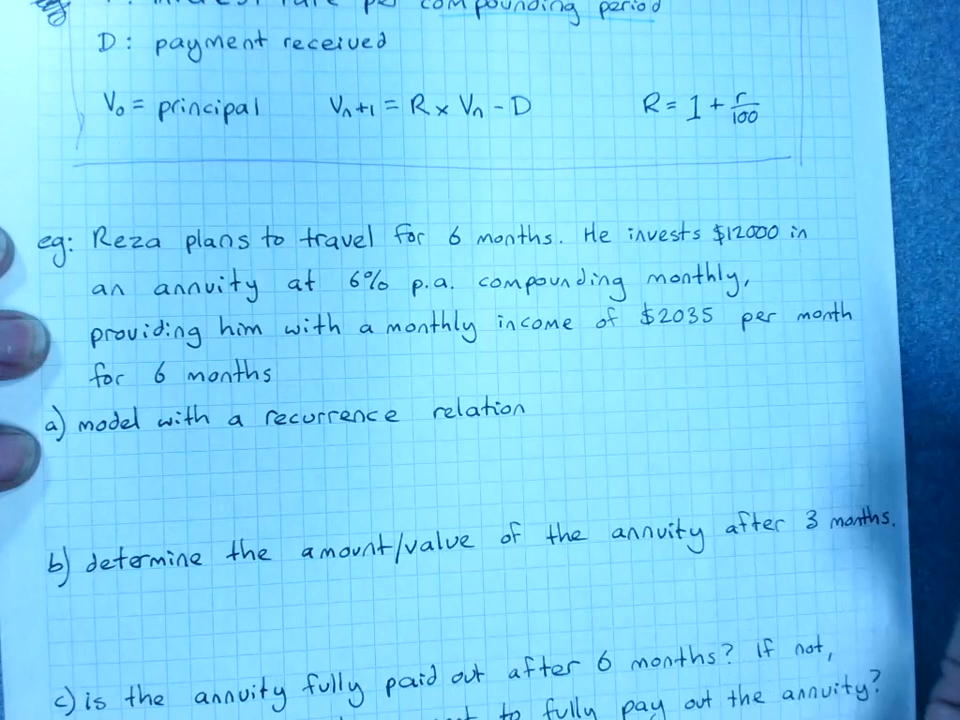 compounding period
D: payment received
V₀ = principal Vₙ₊₁ = R × Vₙ - D R = 1 + r/100
eg: Reza plans to travel for 6 months. He invests $12000 in
an annuity at 6% p.a. compounding monthly,
providing him with a monthly income of $2035 per month
for 6 months
a) model with a recurrence relation
b) determine the amount/value of the annuity after 3 months.
c) is the annuity fully paid out after 6 months? If not,
to fully pay out the annuity?